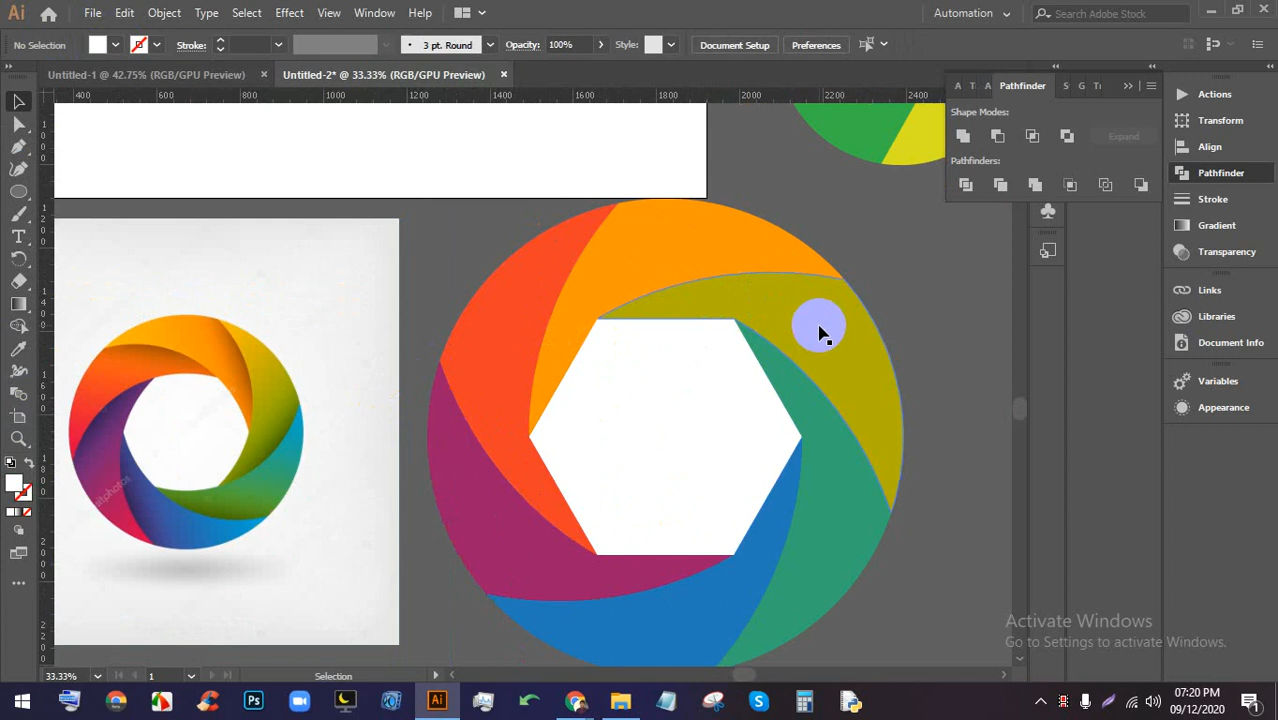 Ai File Edit Object Type Select Effect View Window Help Automation Search Adobe Stock
No Selection Stroke: 3 pt. Round Opacity: 100% Style: Document Setup Preferences
Untitled-1 @ 42.75% (RGB/GPU Preview) × Untitled-2* @ 33.33% (RGB/GPU Preview) ×
400 600 800 1000 1200 1400 1600 1800 2000 2200 2400
A T A Pathfinder S G Tr
Shape Modes:
Expand
Pathfinders:
Actions
Transform
Align
Pathfinder
Stroke
Gradient
Transparency
Links
Libraries
Document Info
Variables
Appearance
Activate Windows
Go to Settings to activate Windows.
33.33% 1 Selection
Ps Ai S
07:20 PM
09/12/2020
1